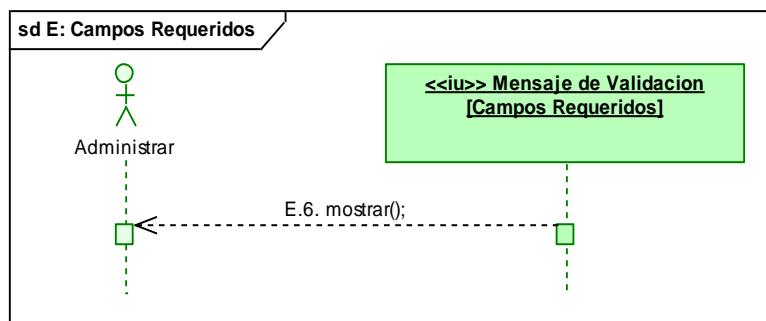 sd E: Campos Requeridos
<<iu>> Mensaje de Validacion
[Campos Requeridos]
Administrar
E.6. mostrar();